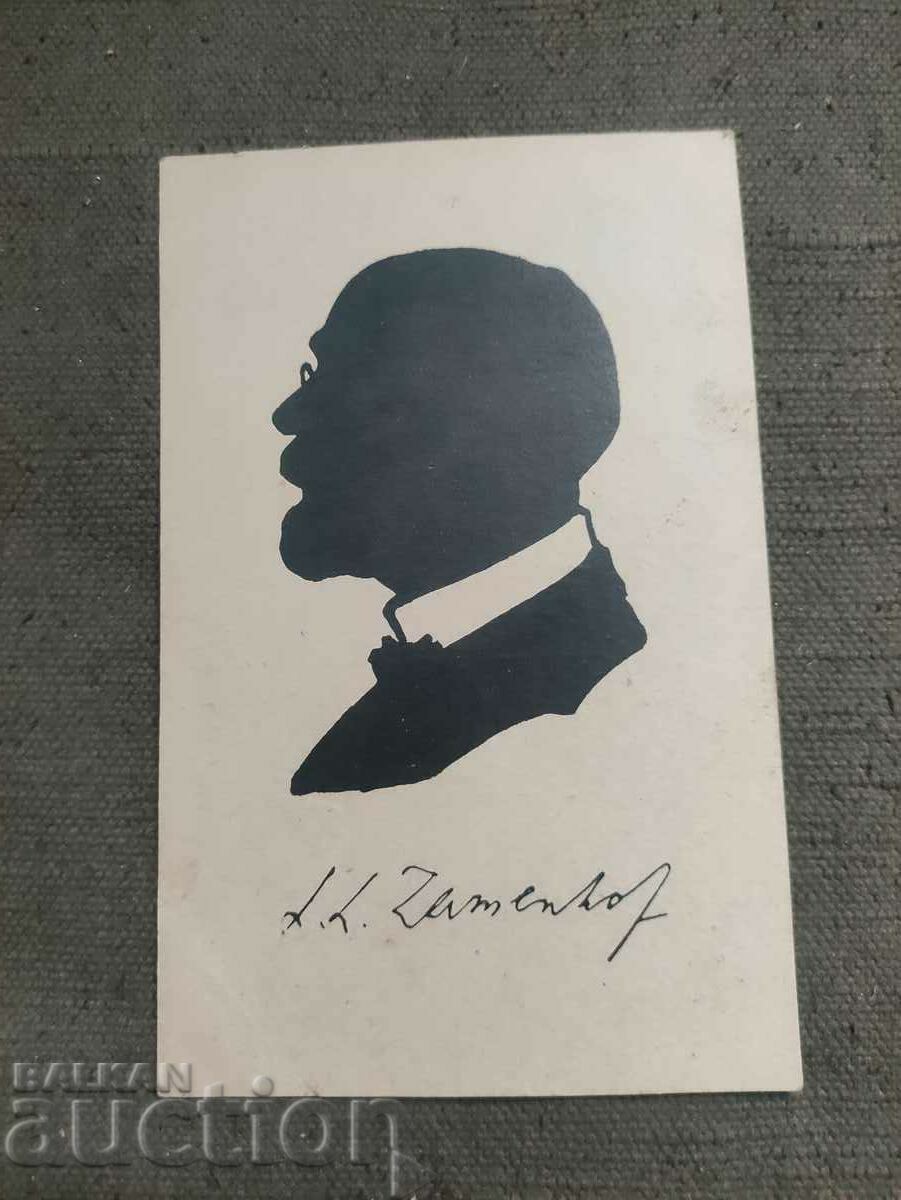 L. L. Zamenhof
BALKAN
auction